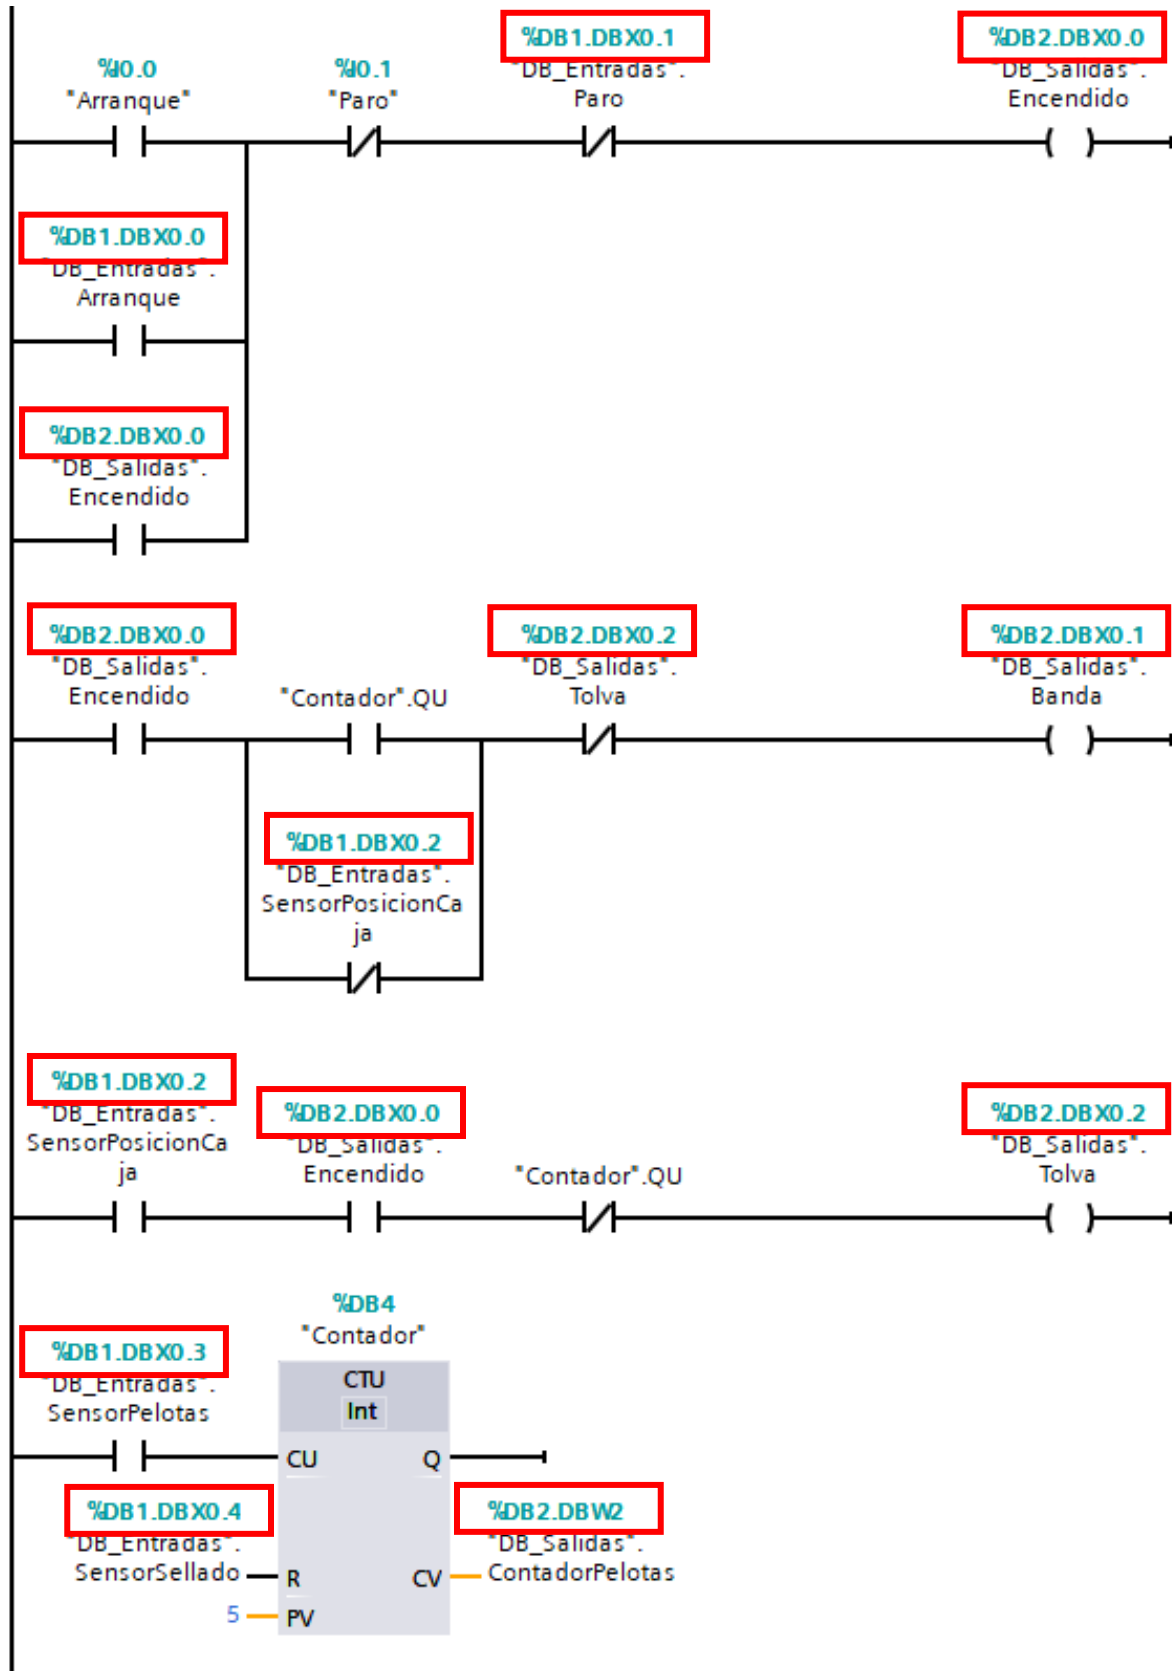 %DB1.DBX0.1
%DB2.DBX0.0
%I0.0
%I0.1
"DB_Entradas".
"DB_Salidas".
"Arranque"
"Paro"
Paro
Encendido
%DB1.DBX0.0
"DB_Entradas".
Arranque
%DB2.DBX0.0
"DB_Salidas".
Encendido
%DB2.DBX0.0
%DB2.DBX0.2
%DB2.DBX0.1
"DB_Salidas".
"DB_Salidas".
"DB_Salidas".
Encendido
"Contador".QU
Tolva
Banda
%DB1.DBX0.2
"DB_Entradas".
SensorPosicionCa
ja
%DB1.DBX0.2
%DB2.DBX0.0
%DB2.DBX0.2
"DB_Entradas".
SensorPosicionCa
ja
"DB_Salidas".
Encendido
"Contador".QU
"DB_Salidas".
Tolva
%DB4
"Contador"
%DB1.DBX0.3
"DB_Entradas".
SensorPelotas
CTU
Int
CU
Q
%DB1.DBX0.4
%DB2.DBW2
"DB_Entradas".
"DB_Salidas".
SensorSellado
R
CV
ContadorPelotas
5
PV